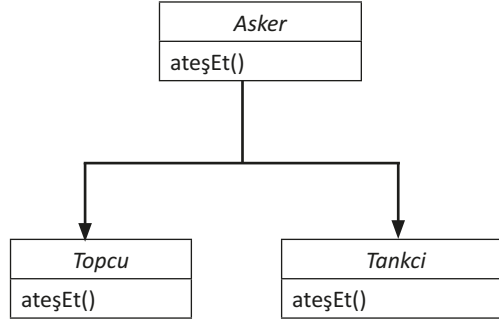 Asker
ateşEt()
Topcu
ateşEt()
Tankci
ateşEt()